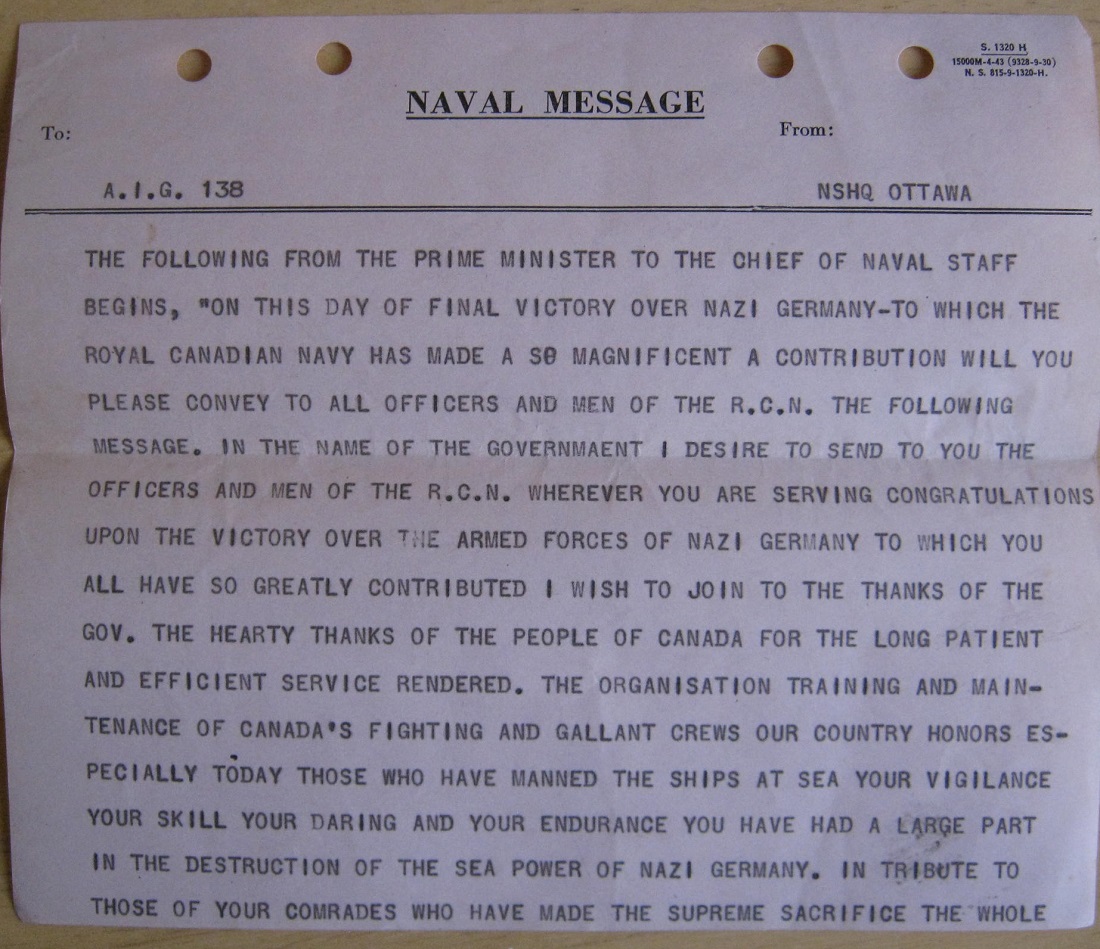 S. 1320 H
15000M-4-43 (9328-9-30)
N. S. 815-9-1320-H.
NAVAL MESSAGE
To: From:
A.I.G. 138 NSHQ OTTAWA
THE FOLLOWING FROM THE PRIME MINISTER TO THE CHIEF OF NAVAL STAFF
BEGINS, "ON THIS DAY OF FINAL VICTORY OVER NAZI GERMANY-TO WHICH THE
ROYAL CANADIAN NAVY HAS MADE A SO MAGNIFICENT A CONTRIBUTION WILL YOU
PLEASE CONVEY TO ALL OFFICERS AND MEN OF THE R.C.N. THE FOLLOWING
MESSAGE. IN THE NAME OF THE GOVERNMAENT I DESIRE TO SEND TO YOU THE
OFFICERS AND MEN OF THE R.C.N. WHEREVER YOU ARE SERVING CONGRATULATIONS
UPON THE VICTORY OVER THE ARMED FORCES OF NAZI GERMANY TO WHICH YOU
ALL HAVE SO GREATLY CONTRIBUTED I WISH TO JOIN TO THE THANKS OF THE
GOV. THE HEARTY THANKS OF THE PEOPLE OF CANADA FOR THE LONG PATIENT
AND EFFICIENT SERVICE RENDERED. THE ORGANISATION TRAINING AND MAIN-
TENANCE OF CANADA'S FIGHTING AND GALLANT CREWS OUR COUNTRY HONORS ES-
PECIALLY TODAY THOSE WHO HAVE MANNED THE SHIPS AT SEA YOUR VIGILANCE
YOUR SKILL YOUR DARING AND YOUR ENDURANCE YOU HAVE HAD A LARGE PART
IN THE DESTRUCTION OF THE SEA POWER OF NAZI GERMANY. IN TRIBUTE TO
THOSE OF YOUR COMRADES WHO HAVE MADE THE SUPREME SACRIFICE THE WHOLE